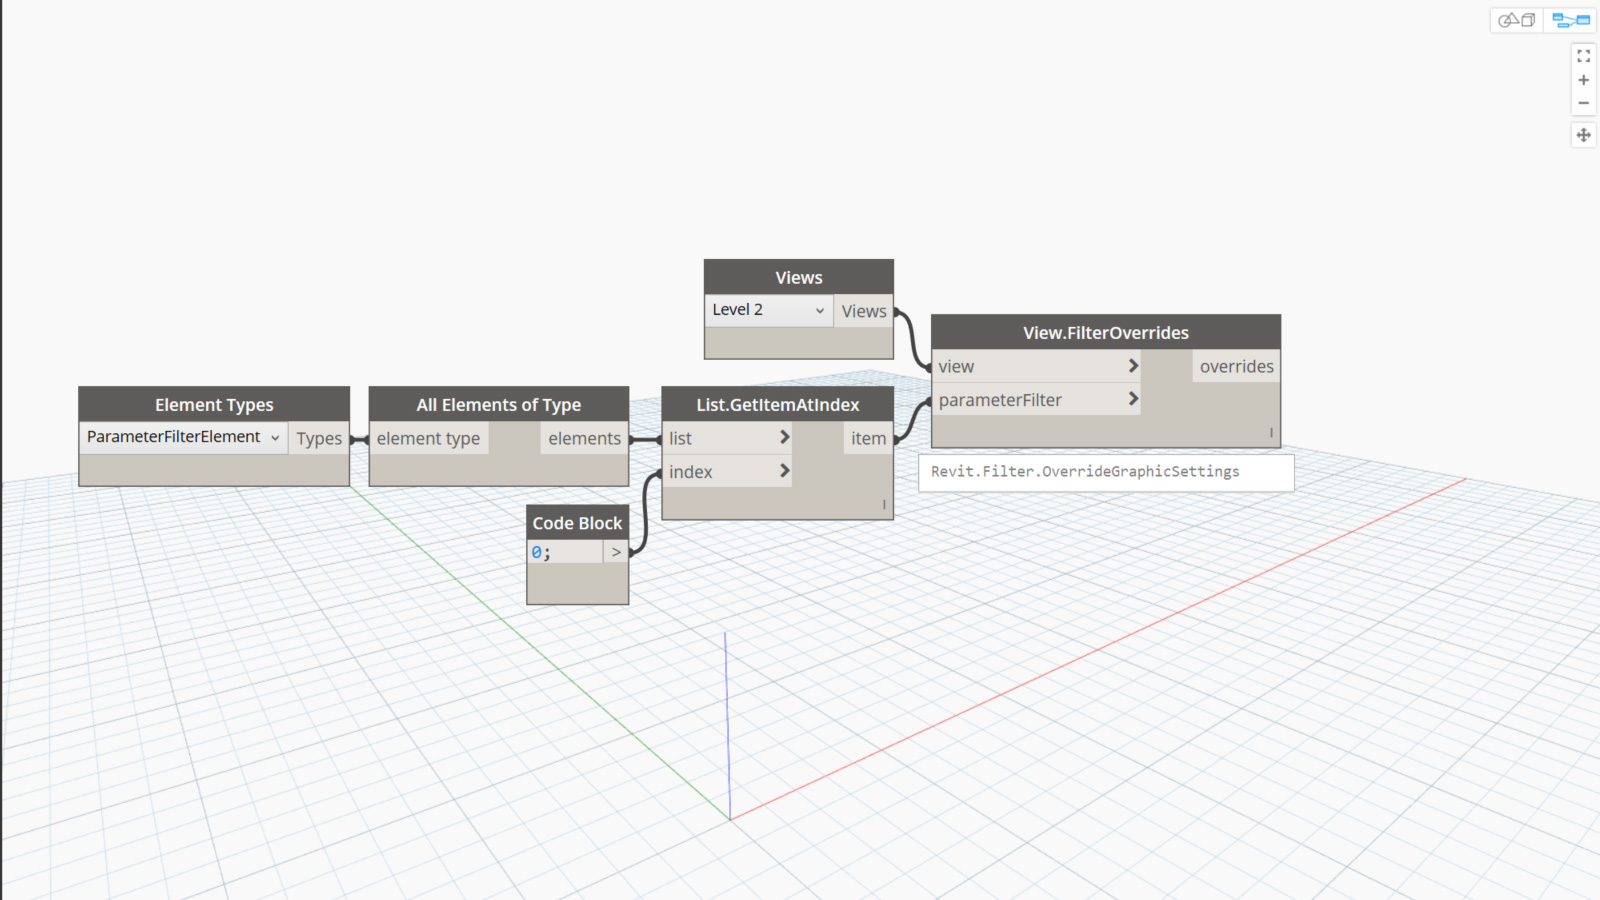 Views
Level 2
Views
View.FilterOverrides
view >
overrides
parameterFilter >
Revit.Filter.OverrideGraphicSettings
Element Types
ParameterFilterElement
Types
All Elements of Type
element type
elements
List.GetItemAtIndex
list >
item
index >
Code Block
0;
>